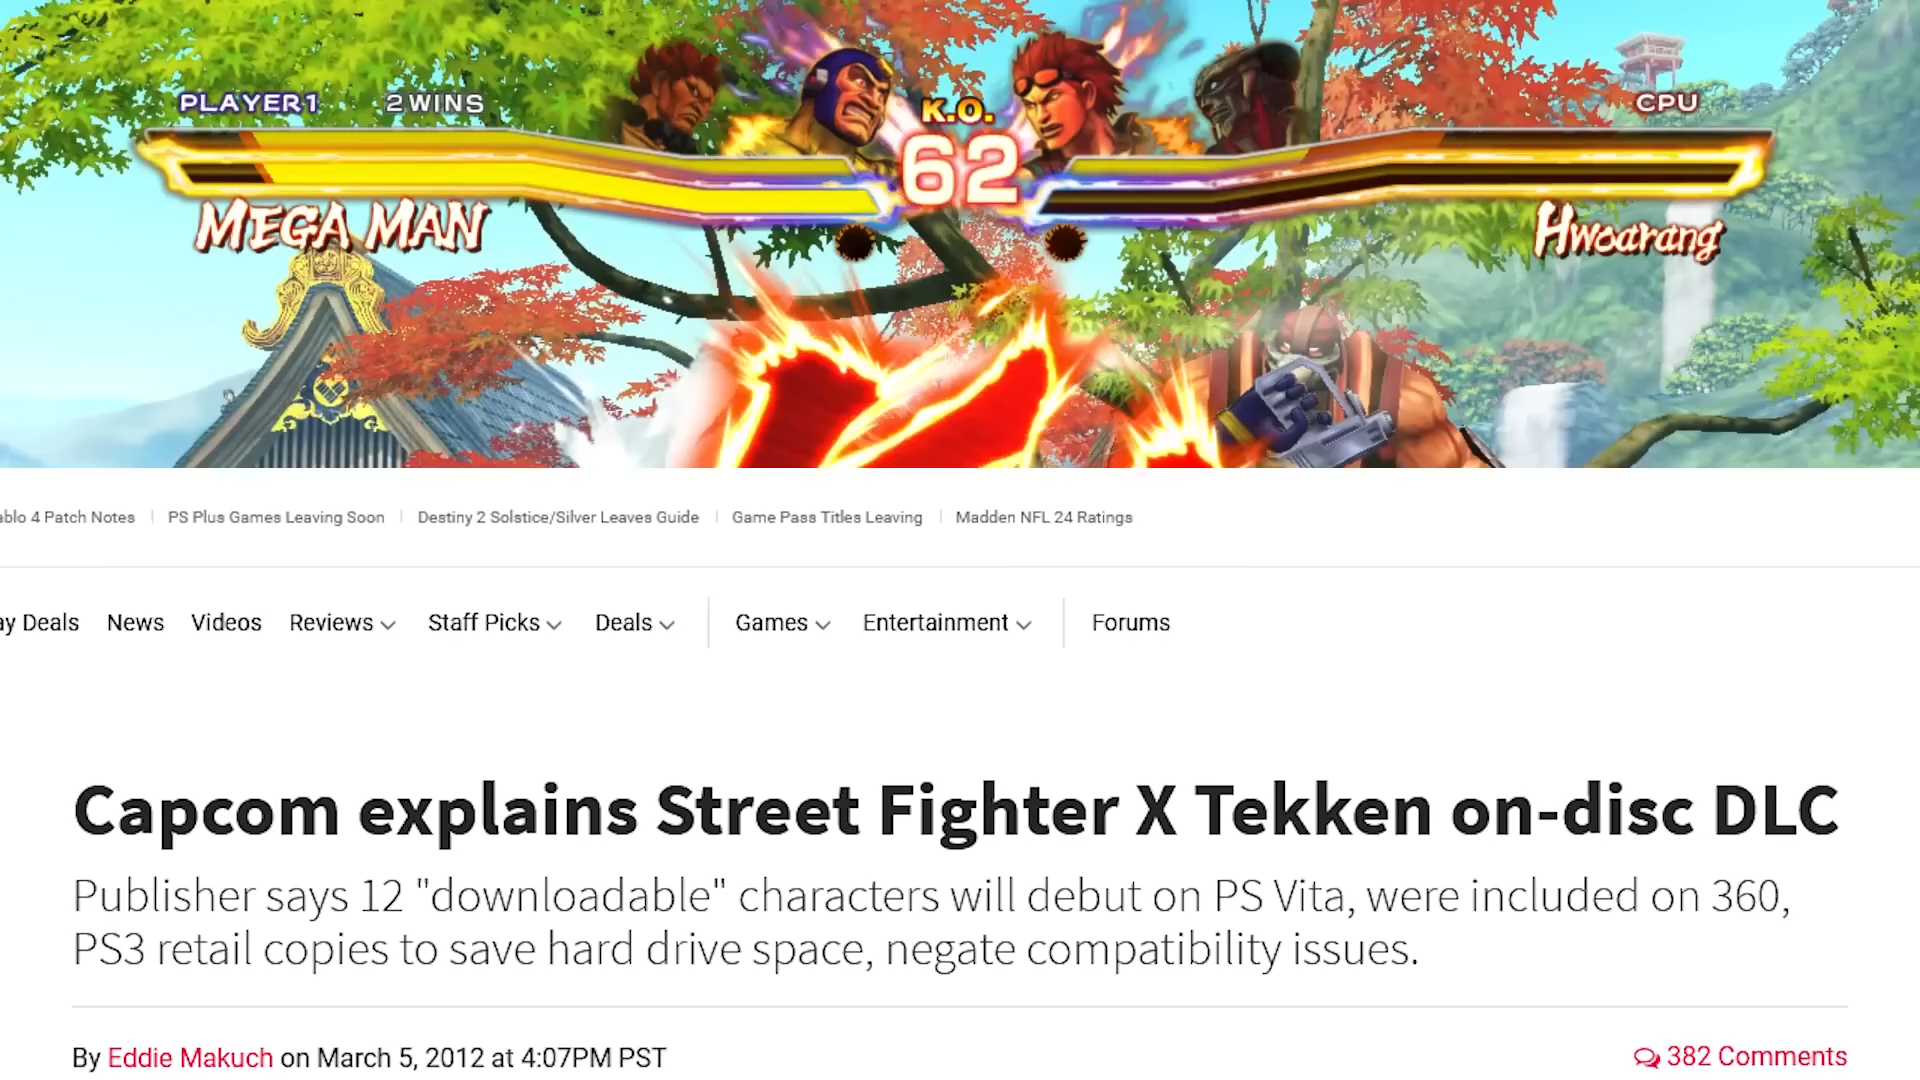 PLAYER1 2WINS K.O. CPU
62
MEGA MAN Hwoarang
ablo 4 Patch Notes PS Plus Games Leaving Soon Destiny 2 Solstice/Silver Leaves Guide Game Pass Titles Leaving Madden NFL 24 Ratings
ay Deals News Videos Reviews Staff Picks Deals Games Entertainment Forums
Capcom explains Street Fighter X Tekken on-disc DLC
Publisher says 12 "downloadable" characters will debut on PS Vita, were included on 360,
PS3 retail copies to save hard drive space, negate compatibility issues.
By Eddie Makuch on March 5, 2012 at 4:07PM PST 382 Comments